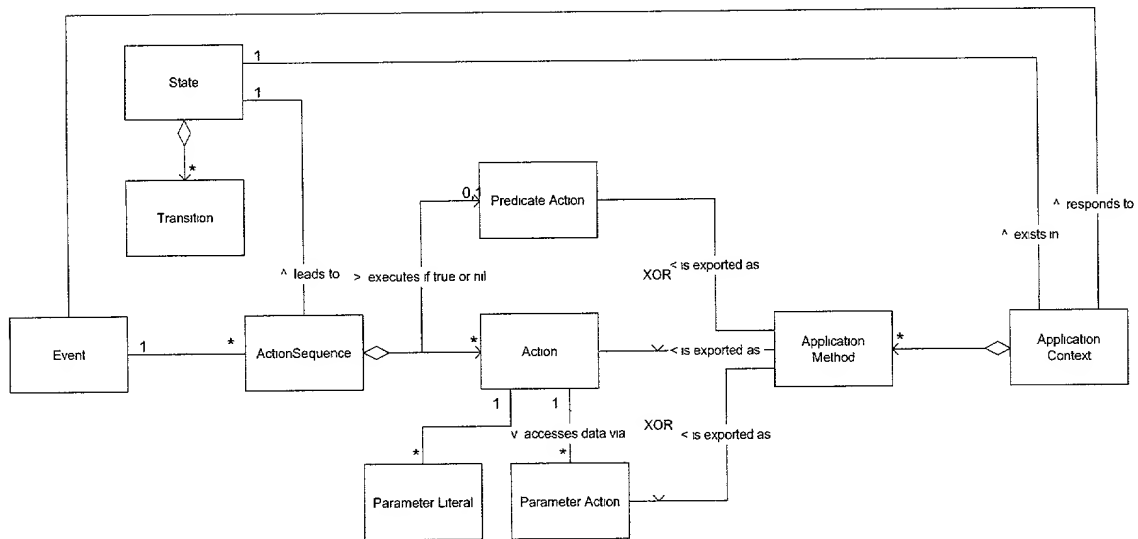 1
State
1
*
Transition
0,1
Predicate Action
^ responds to
^ exists in
^ leads to
> executes if true or nil
XOR
< is exported as
Event
1
*
ActionSequence
*
Action
< is exported as
Application
Method
*
Application
Context
1
1
v accesses data via
XOR
< is exported as
*
*
Parameter Literal
Parameter Action